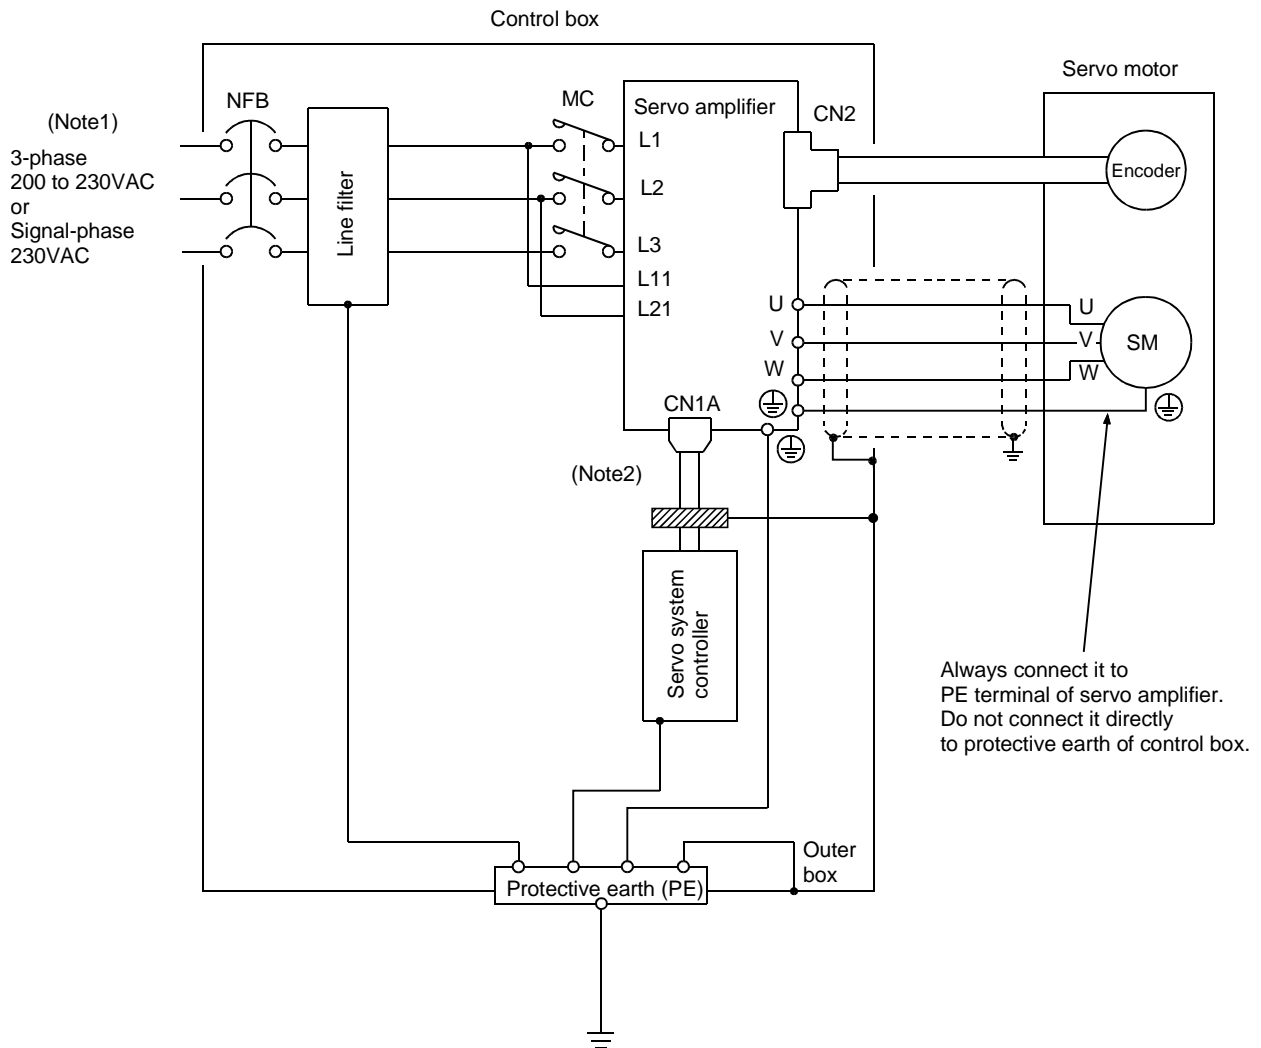 Control box
Servo motor
NFB
MC
Servo amplifier
CN2
(Note1)
3-phase
200 to 230VAC
or
Signal-phase
230VAC
Line filter
L1
L2
L3
L11
L21
Encoder
U
V
W
U
V
W
SM
CN1A
(Note2)
Servo system
controller
Always connect it to
PE terminal of servo amplifier.
Do not connect it directly
to protective earth of control box.
Outer
box
Protective earth (PE)